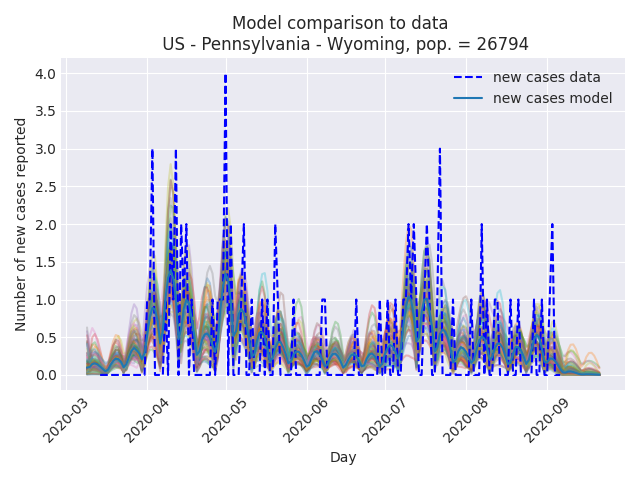 Model comparison to data
US - Pennsylvania - Wyoming, pop. = 26794
new cases data
new cases model
Number of new cases reported
4.0
3.5
3.0
2.5
2.0
1.5
1.0
0.5
0.0
2020-03
2020-04
2020-05
2020-06
2020-07
2020-08
2020-09
Day